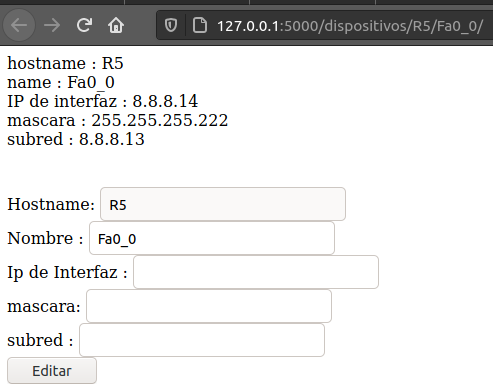 127.0.0.1:5000/dispositivos/R5/Fa0_0/
hostname : R5
name : Fa0_0
IP de interfaz : 8.8.8.14
mascara : 255.255.255.222
subred : 8.8.8.13
Hostname: R5
Nombre : Fa0_0
Ip de Interfaz :
mascara:
subred :
Editar